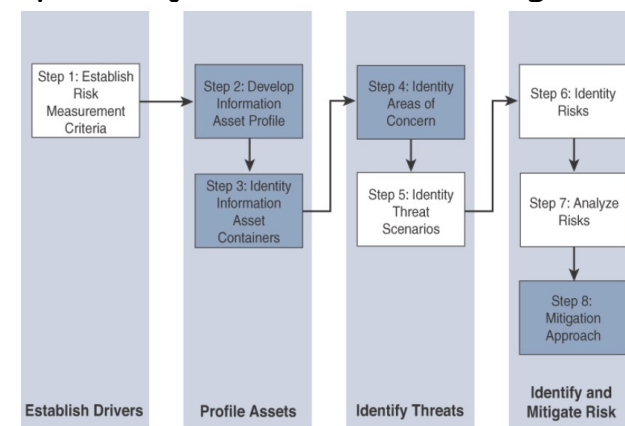 Step 1: Establish
Risk
Measurement
Criteria
Step 2: Develop
Information
Asset Profile
Step 3: Identity
Information
Asset
Containers
Step 4: Identity
Areas of
Concern
Step 5: Identity
Threat
Scenarios
Step 6: Identity
Risks
Step 7: Analyze
Risks
Step 8:
Mitigation
Approach
Establish Drivers
Profile Assets
Identify Threats
Identify and
Mitigate Risk